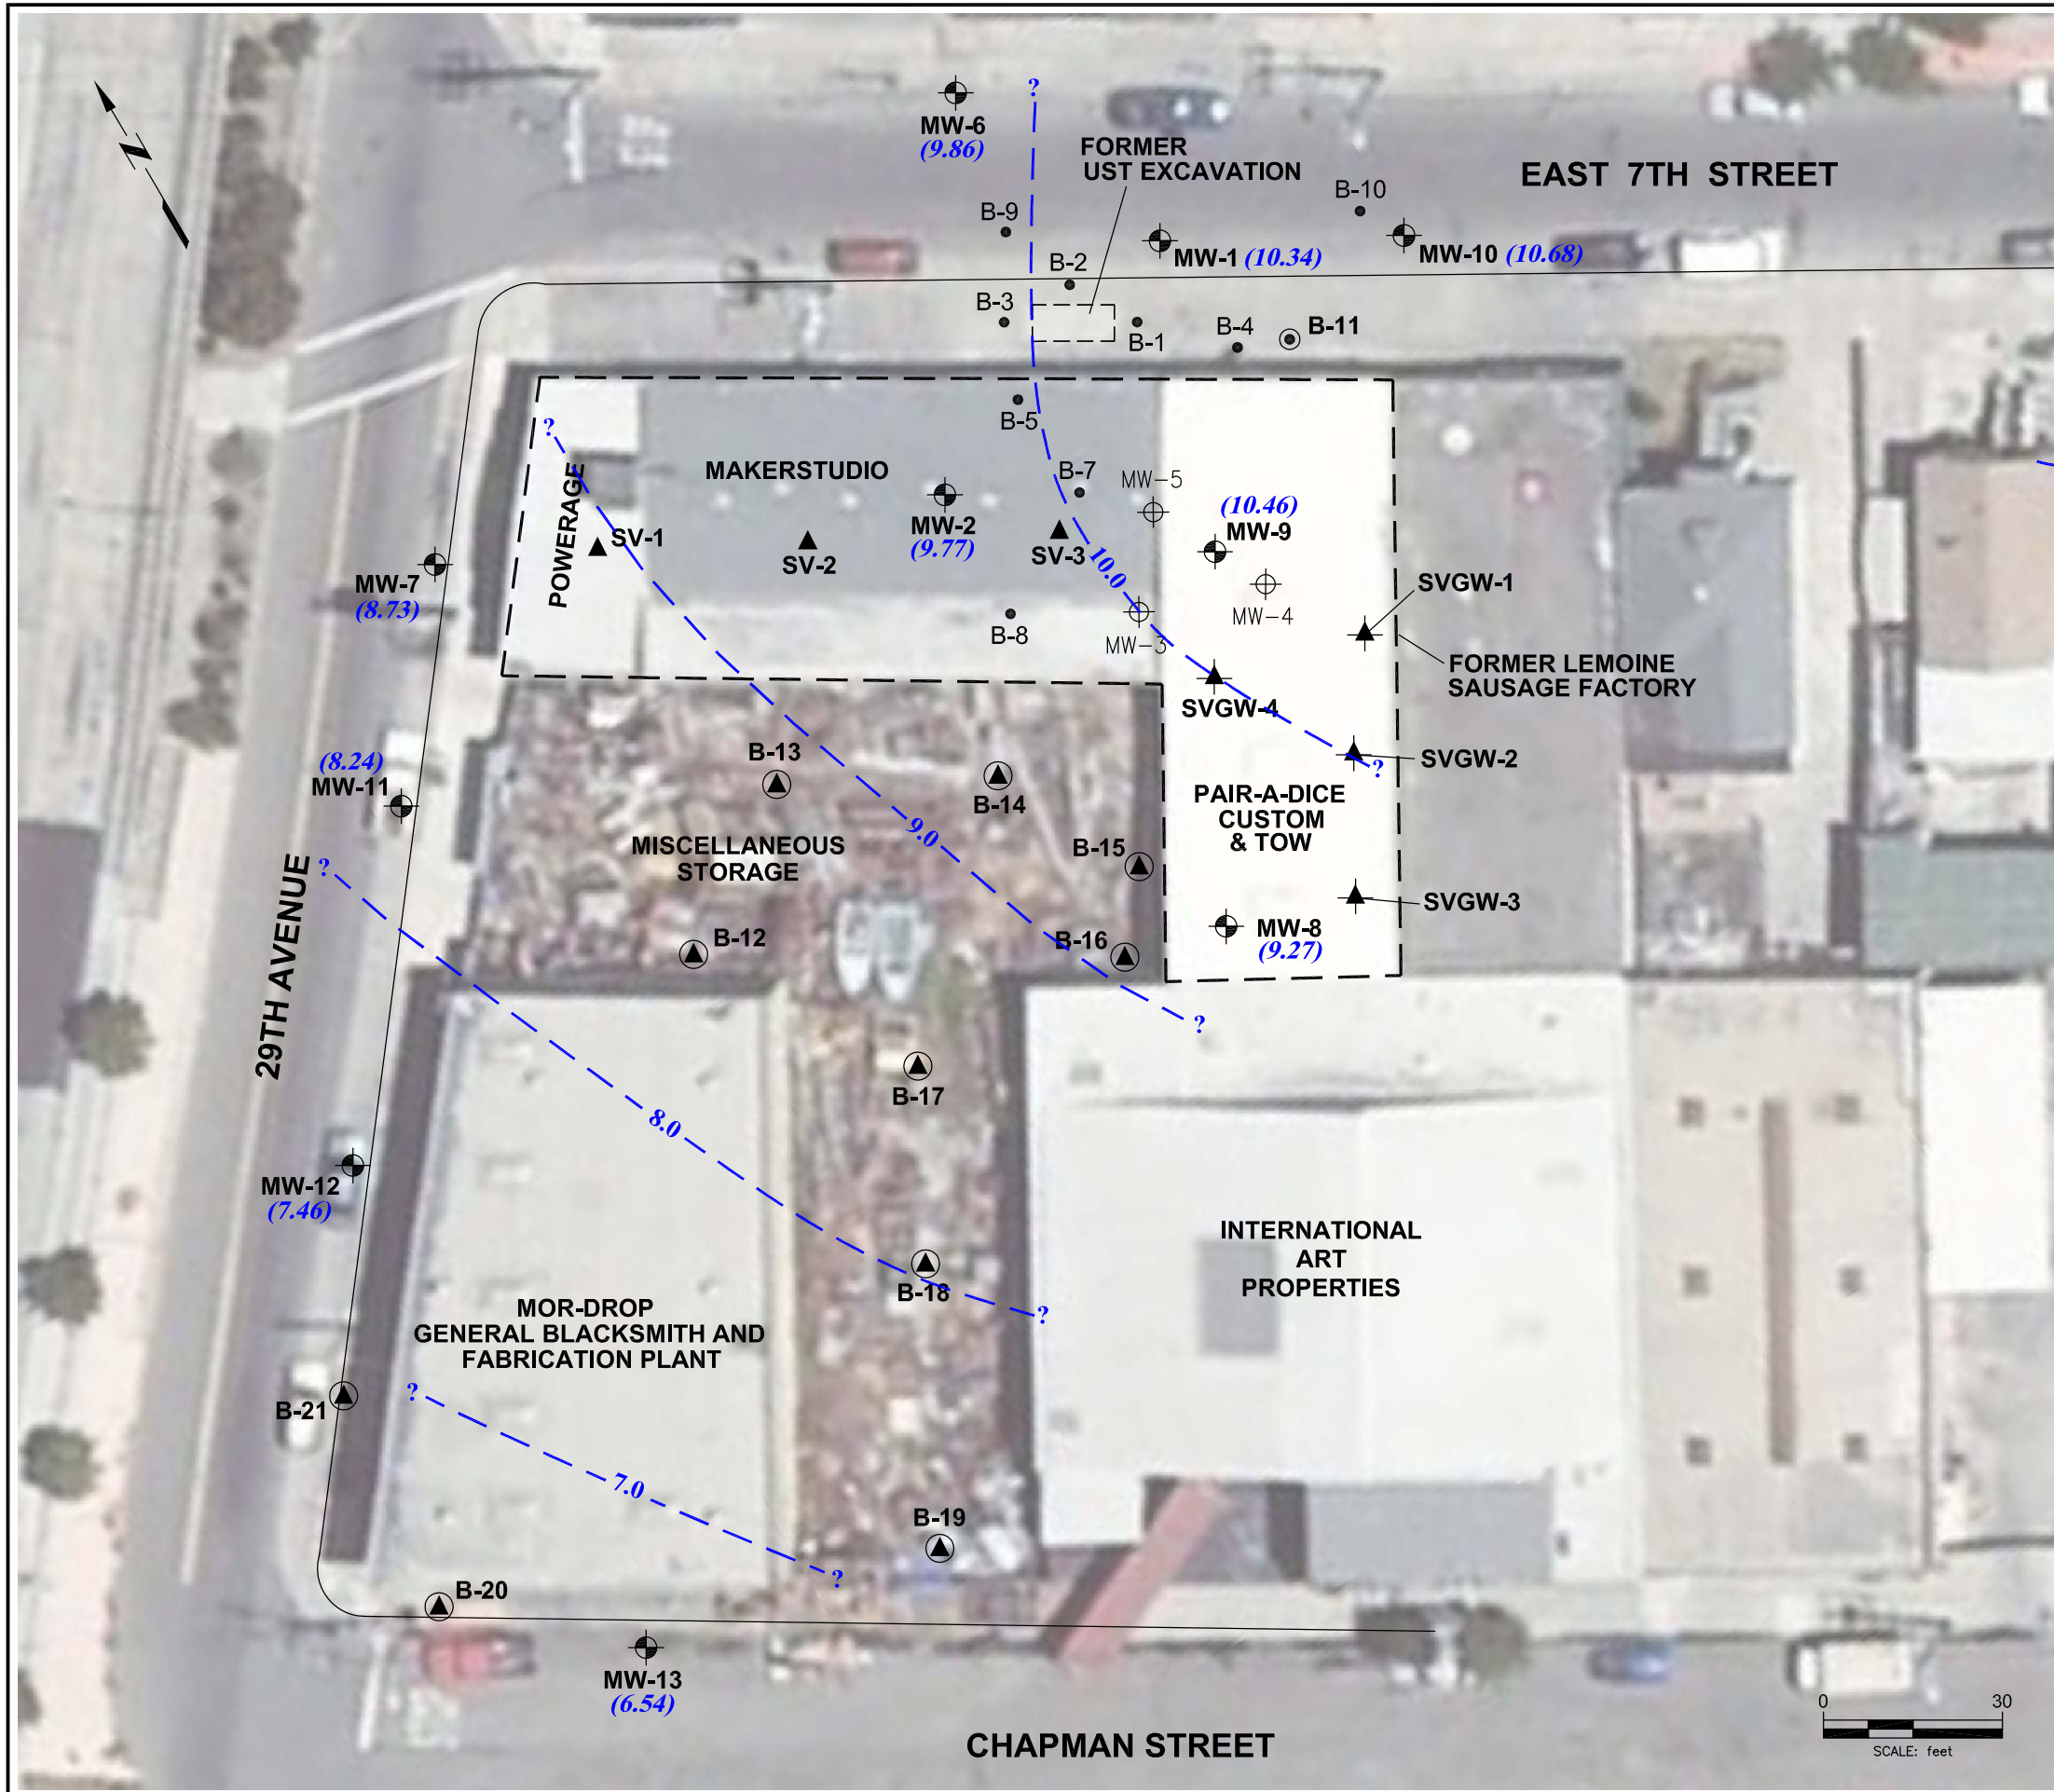 ?
MW-6
(9.86)
FORMER
UST EXCAVATION
EAST 7TH STREET
N
B-10
B-9
MW-1 (10.34)
MW-10 (10.68)
B-2
B-3
B-1
B-4
B-11
B-5
?
MAKERSTUDIO
POWERAGE
B-7
MW-5
(10.46)
MW-9
MW-2
(9.77)
SV-1
SV-2
SV-3
10.0
MW-7
(8.73)
SVGW-1
MW-4
B-8
MW-3
FORMER LEMOINE
SAUSAGE FACTORY
SVGW-4
SVGW-2
?
(8.24)
MW-11
B-13
B-14
PAIR-A-DICE
CUSTOM
& TOW
9.0
MISCELLANEOUS
STORAGE
B-15
?
29TH AVENUE
SVGW-3
MW-8
(9.27)
B-12
B-16
?
B-17
8.0
MW-12
(7.46)
INTERNATIONAL
ART
PROPERTIES
B-18
?
MOR-DROP
GENERAL BLACKSMITH AND
FABRICATION PLANT
?
B-21
7.0
B-19
?
B-20
MW-13
(6.54)
CHAPMAN STREET
0 30
SCALE: feet